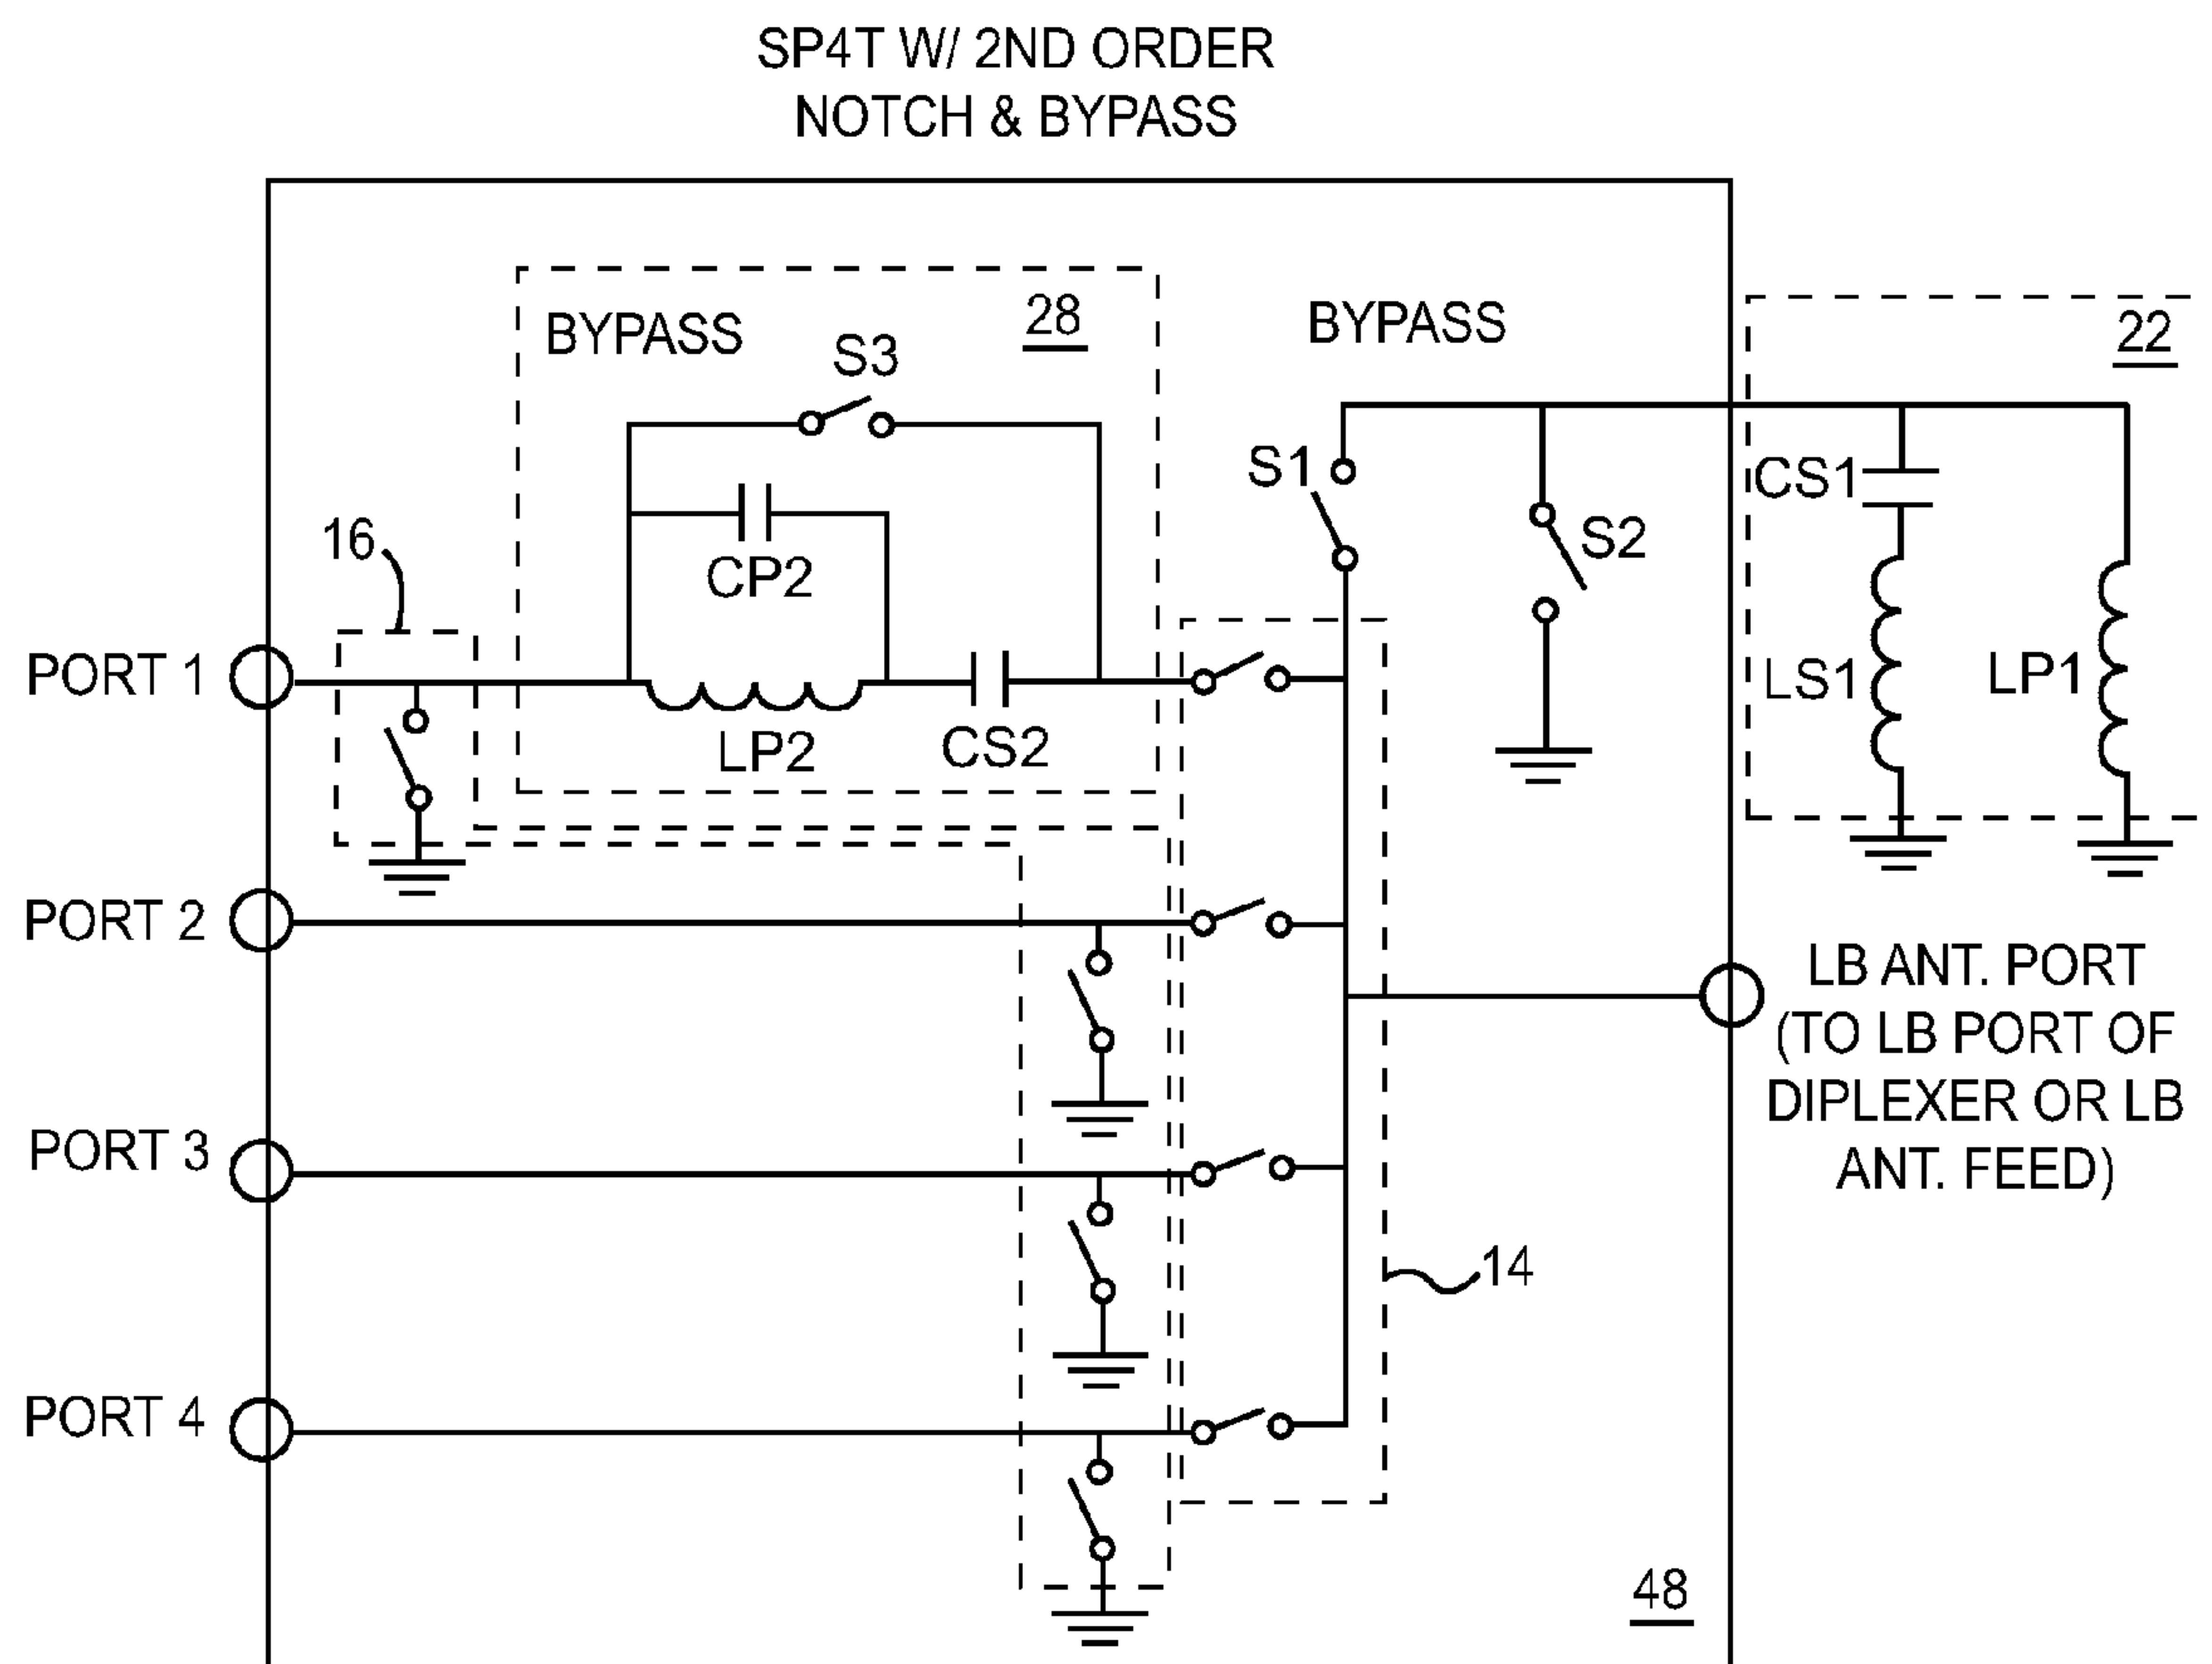 SP4T W/ 2ND ORDER
NOTCH & BYPASS
BYPASS
28
S3
CP2
LP2
CS2
16
BYPASS
S1
S2
22
CS1
LS1
LP1
PORT 1
PORT 2
PORT 3
PORT 4
LB ANT. PORT
(TO LB PORT OF
DIPLEXER OR LB
ANT. FEED)
14
48